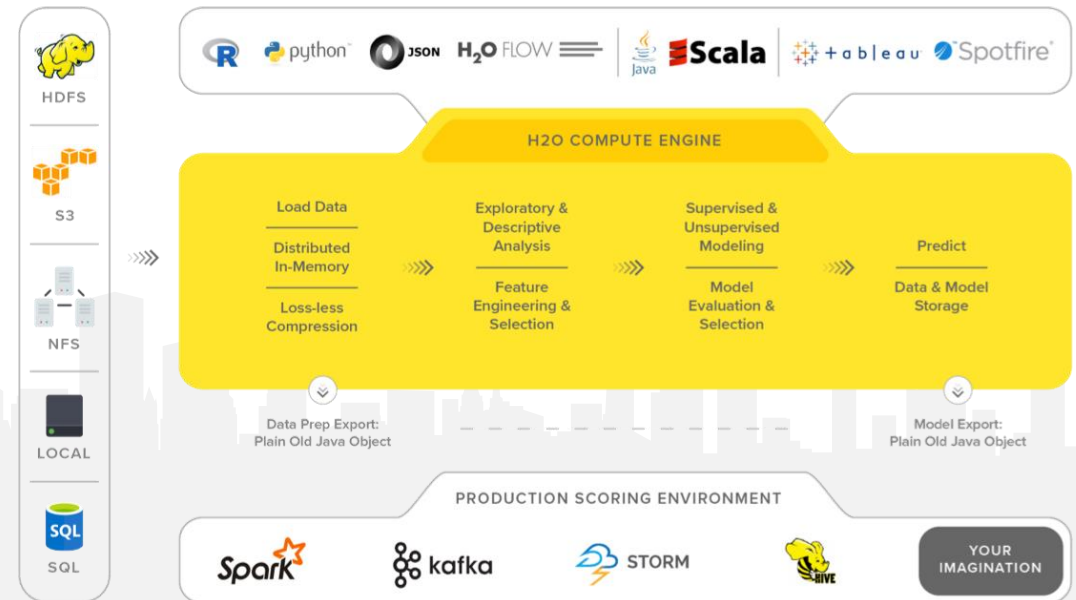 HDFS
S3
NFS
LOCAL
SQL
SQL
R
python
JSON
H2O FLOW
Java
Scala
+ableau
Spotfire
H2O COMPUTE ENGINE
Load Data
Distributed
In-Memory
Loss-less
Compression
Exploratory &
Descriptive
Analysis
Feature
Engineering &
Selection
Supervised &
Unsupervised
Modeling
Model
Evaluation &
Selection
Predict
Data & Model
Storage
Data Prep Export:
Plain Old Java Object
Model Export:
Plain Old Java Object
PRODUCTION SCORING ENVIRONMENT
Spark
kafka
STORM
HIVE
YOUR
IMAGINATION